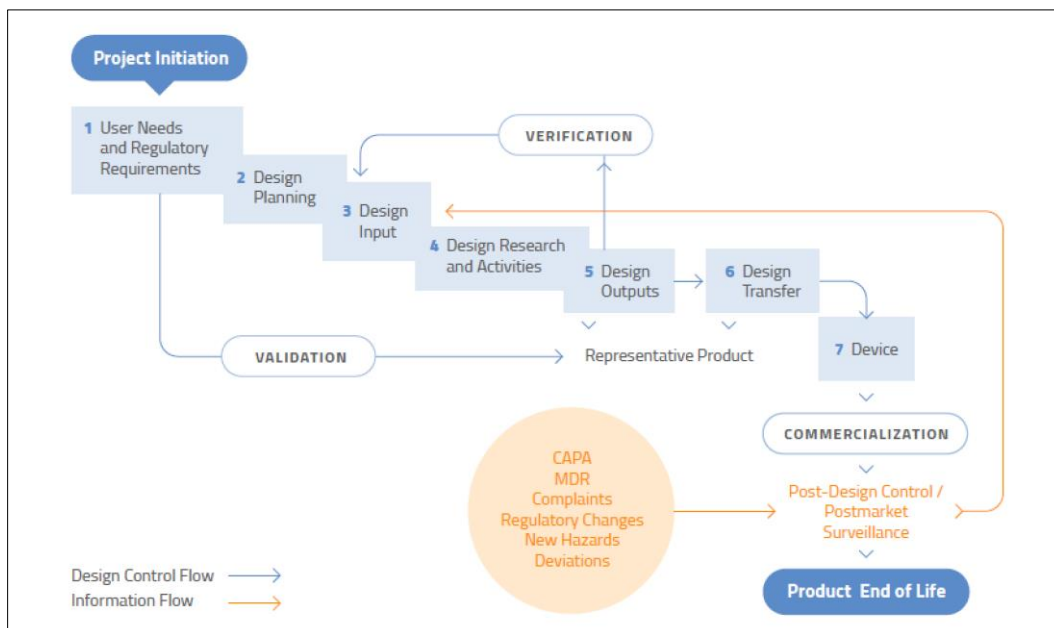 Project Initiation
1 User Needs
and Regulatory
Requirements
VERIFICATION
2 Design
Planning
3 Design
Input
4 Design Research
and Activities
5 Design
Outputs
6 Design
Transfer
VALIDATION
Representative Product
7 Device
COMMERCIALIZATION
CAPA
MDR
Complaints
Regulatory Changes
New Hazards
Deviations
Post-Design Control /
Postmarket
Surveillance
Design Control Flow
Information Flow
Product End of Life